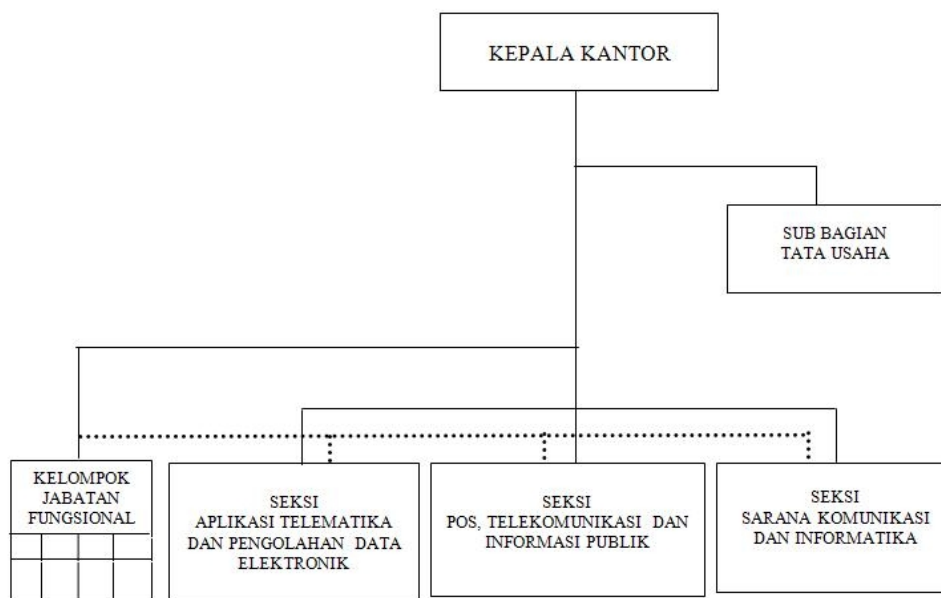 KEPALA KANTOR
SUB BAGIAN
TATA USAHA
KELOMPOK
JABATAN
FUNGSIONAL
SEKSI
APLIKASI TELEMATIKA
DAN PENGOLAHAN DATA
ELEKTRONIK
SEKSI
POS, TELEKOMUNIKASI DAN
INFORMASI PUBLIK
SEKSI
SARANA KOMUNIKASI
DAN INFORMATIKA